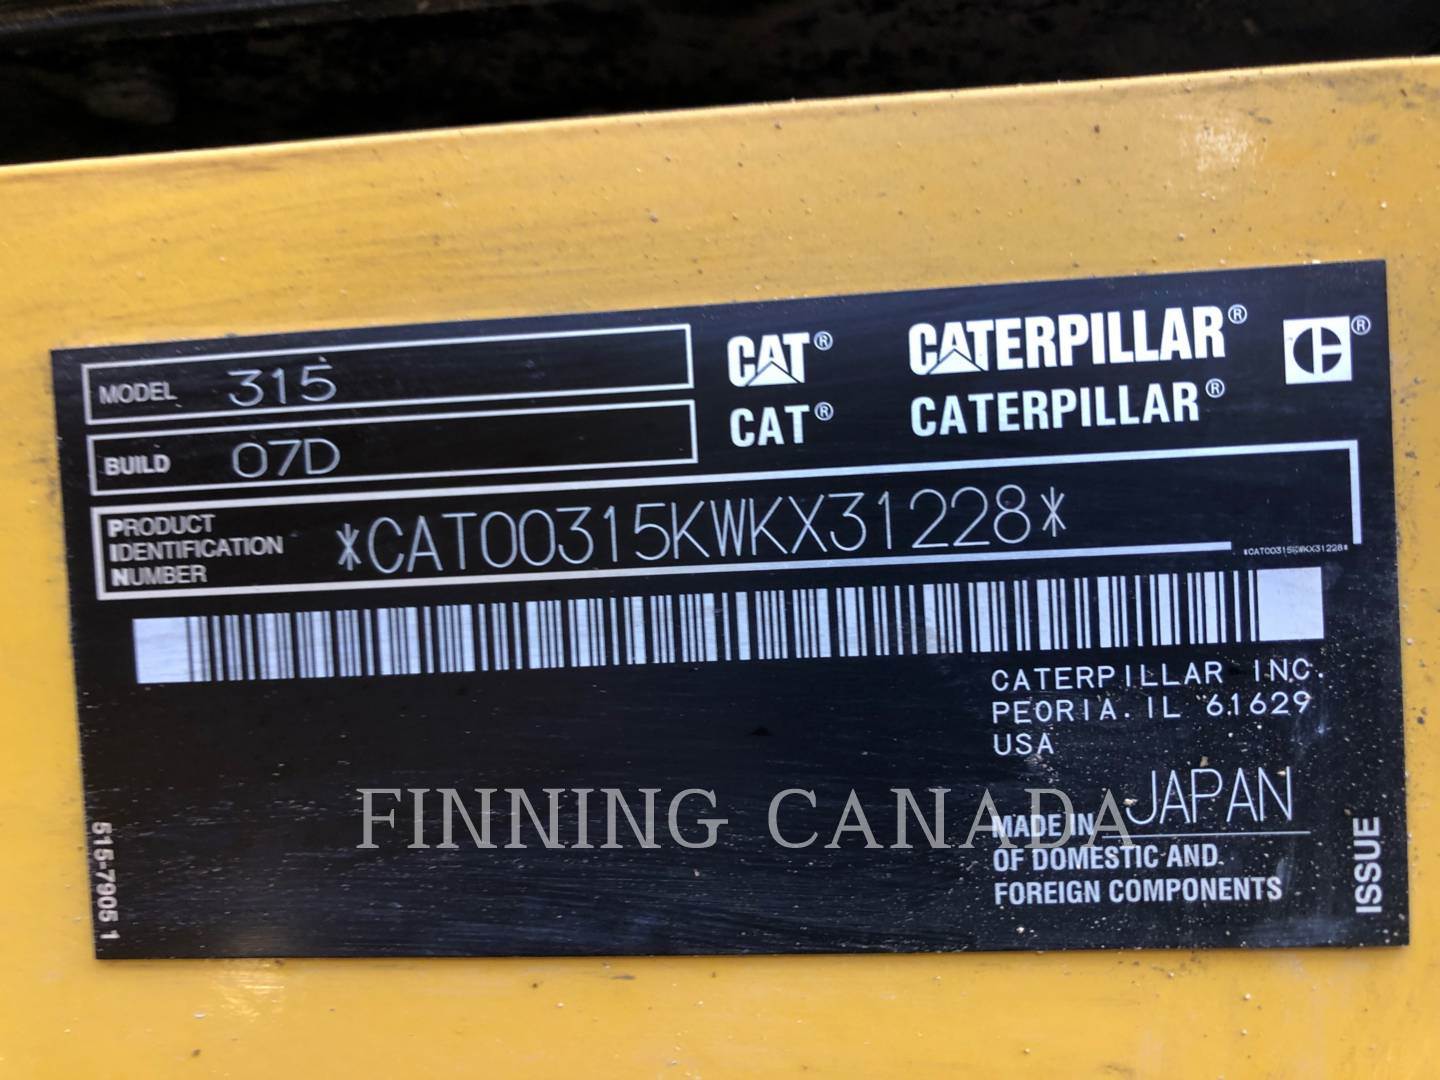 MODEL 315
BUILD 07D
CAT® CATERPILLAR® ®
CAT® CATERPILLAR®
PRODUCT
IDENTIFICATION
NUMBER
*CAT00315KWKX31228*
*CAT00315KWKX31228*
CATERPILLAR INC.
PEORIA. IL 61629
USA
MADE IN JAPAN
OF DOMESTIC AND
FOREIGN COMPONENTS
515-7905 1
ISSUE
FINNING CANADA